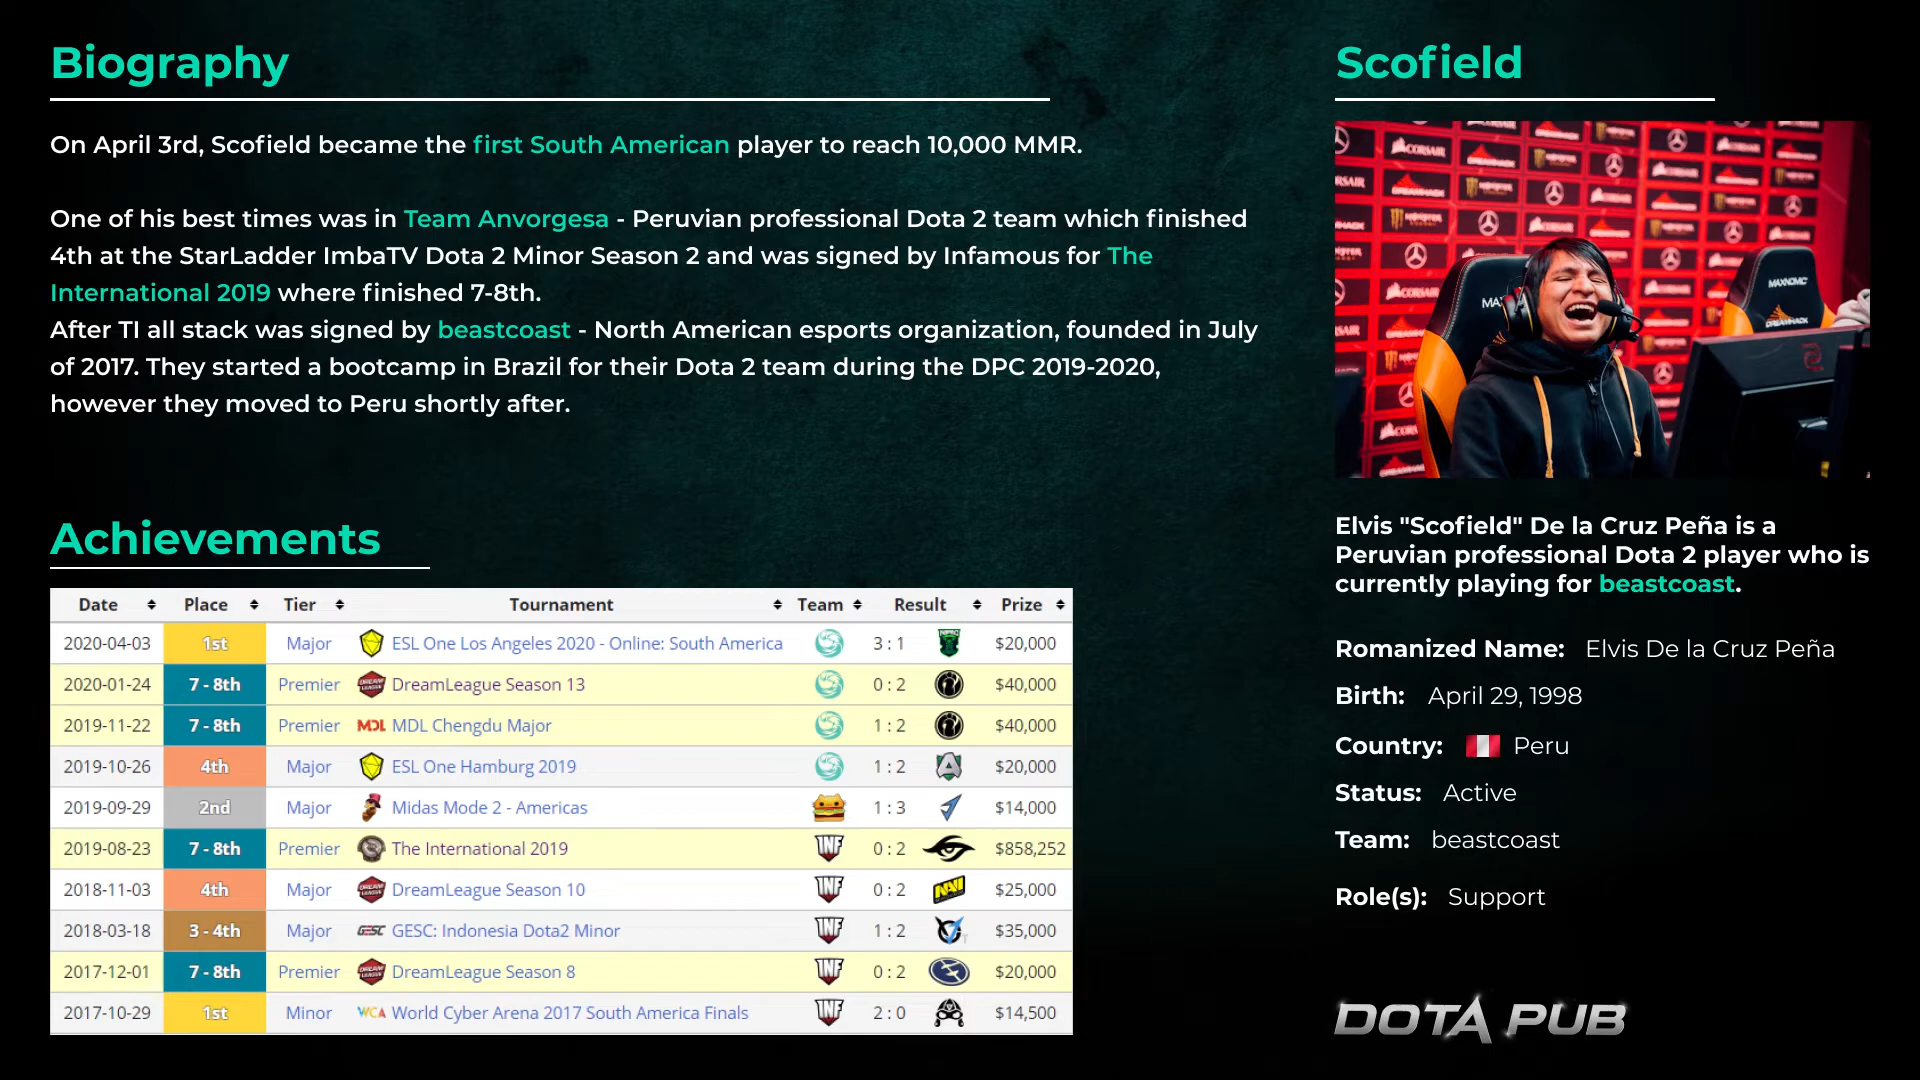 Biography
On April 3rd, Scofield became the first South American player to reach 10,000 MMR.
One of his best times was in Team Anvorgesa - Peruvian professional Dota 2 team which finished
4th at the StarLadder ImbaTV Dota 2 Minor Season 2 and was signed by Infamous for The
International 2019 where finished 7-8th.
After TI all stack was signed by beastcoast - North American esports organization, founded in July
of 2017. They started a bootcamp in Brazil for their Dota 2 team during the DPC 2019-2020,
however they moved to Peru shortly after.
Achievements
Date Place Tier Tournament Team Result Prize
2020-04-03 1st Major ESL One Los Angeles 2020 - Online: South America 3 : 1 $20,000
2020-01-24 7 - 8th Premier DreamLeague Season 13 0 : 2 $40,000
2019-11-22 7 - 8th Premier MDL MDL Chengdu Major 1 : 2 $40,000
2019-10-26 4th Major ESL One Hamburg 2019 1 : 2 $20,000
2019-09-29 2nd Major Midas Mode 2 - Americas 1 : 3 $14,000
2019-08-23 7 - 8th Premier The International 2019 INF 0 : 2 $858,252
2018-11-03 4th Major DreamLeague Season 10 INF 0 : 2 NAVI $25,000
2018-03-18 3 - 4th Major GESC GESC: Indonesia Dota2 Minor INF 1 : 2 $35,000
2017-12-01 7 - 8th Premier DreamLeague Season 8 INF 0 : 2 $20,000
2017-10-29 1st Minor WCA World Cyber Arena 2017 South America Finals INF 2 : 0 $14,500
Scofield
CORSAIR
DREAMHACK
MAXNOMIC
DREAMHACK
Elvis "Scofield" De la Cruz Peña is a
Peruvian professional Dota 2 player who is
currently playing for beastcoast.
Romanized Name: Elvis De la Cruz Peña
Birth: April 29, 1998
Country: Peru
Status: Active
Team: beastcoast
Role(s): Support
DOTA PUB